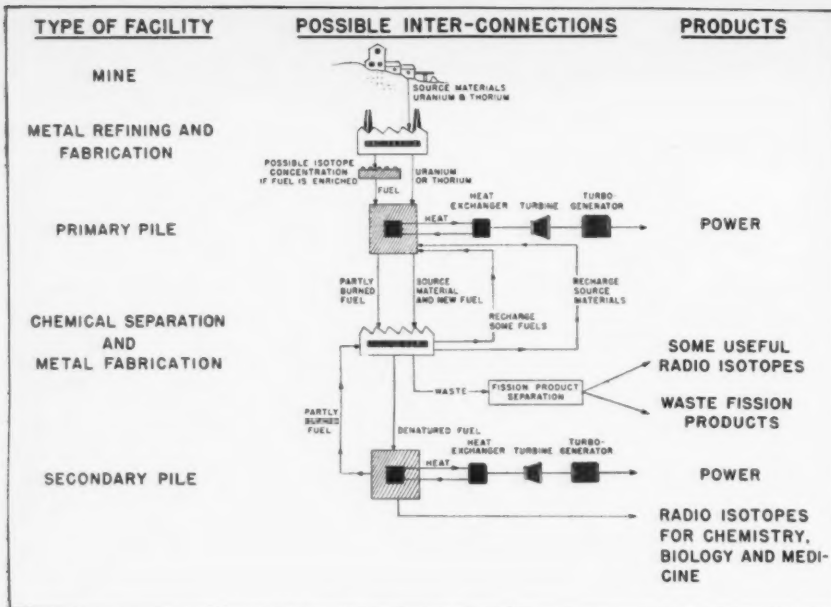 TYPE OF FACILITY
POSSIBLE INTER-CONNECTIONS
PRODUCTS
MINE
SOURCE MATERIALS
URANIUM & THORIUM
METAL REFINING AND
FABRICATION
POSSIBLE ISOTOPE
CONCENTRATION
IF FUEL IS ENRICHED
URANIUM
OR THORIUM
FUEL
PRIMARY PILE
HEAT
HEAT
EXCHANGER
TURBINE
TURBO-
GENERATOR
POWER
PARTLY
BURNED
FUEL
SOURCE
MATERIAL
AND NEW FUEL
RECHARGE
SOME FUELS
RECHARGE
SOURCE
MATERIALS
CHEMICAL SEPARATION
AND
METAL FABRICATION
WASTE
FISSION PRODUCT
SEPARATION
SOME USEFUL
RADIO ISOTOPES
WASTE FISSION
PRODUCTS
PARTLY
BURNED
FUEL
DENATURED FUEL
SECONDARY PILE
HEAT
HEAT
EXCHANGER
TURBINE
TURBO-
GENERATOR
POWER
RADIO ISOTOPES
FOR CHEMISTRY,
BIOLOGY AND MEDI-
CINE